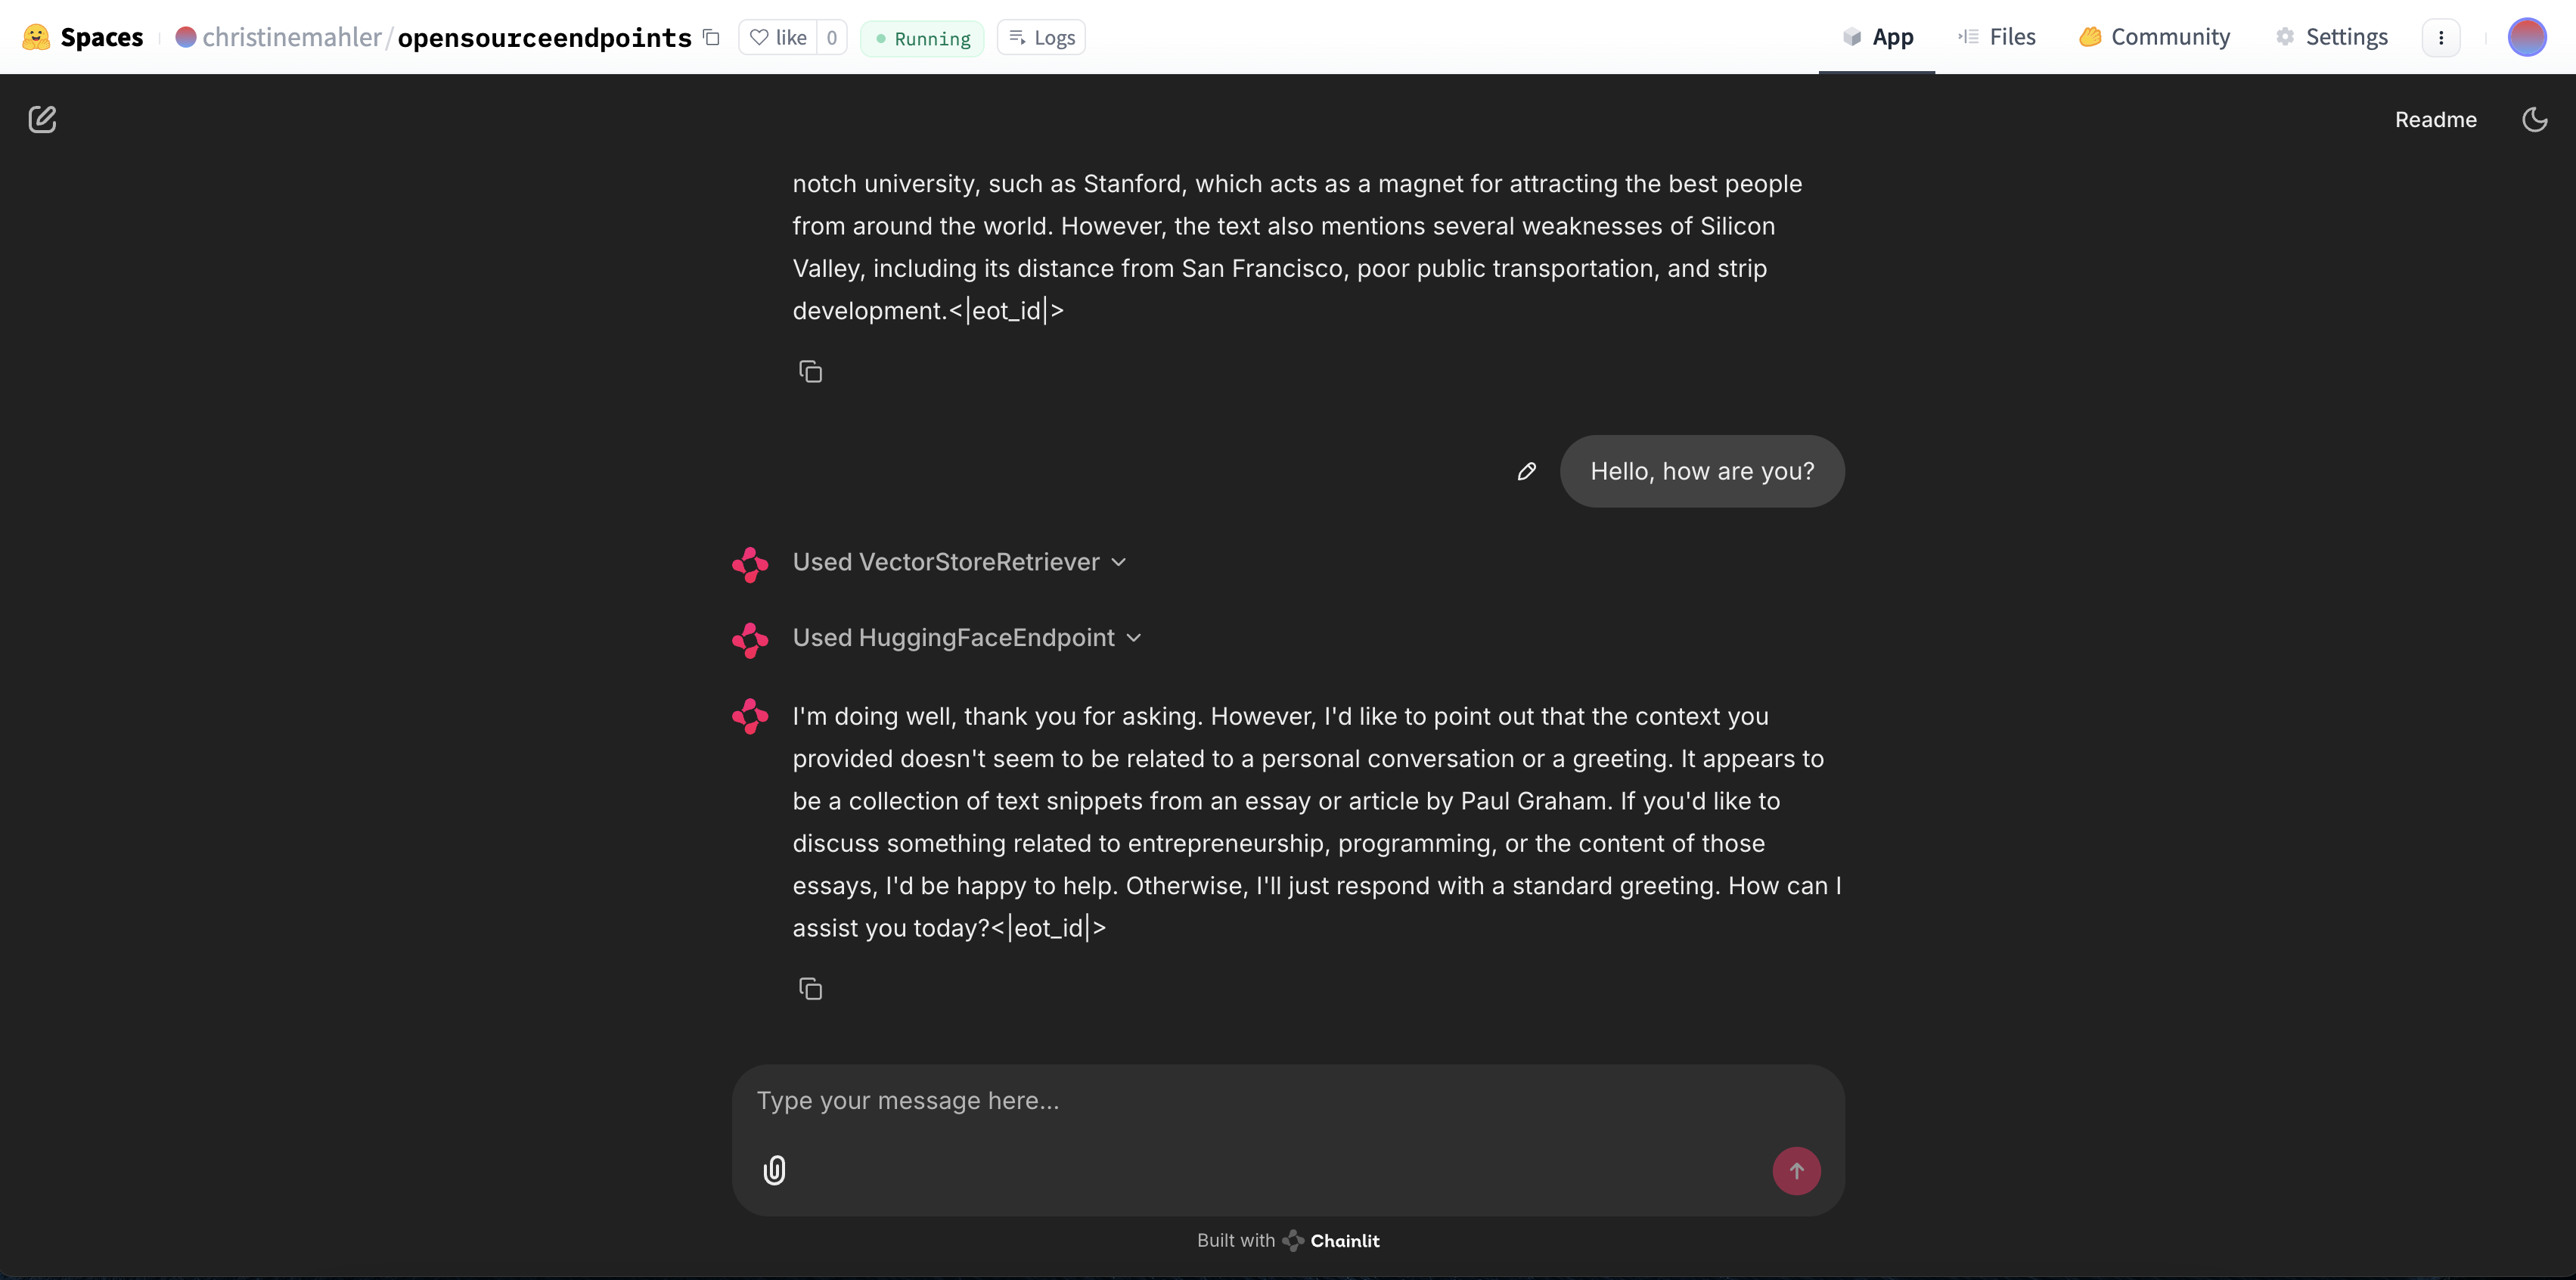 Spaces
christinemahler/opensourceendpoints
like 0
Running
Logs
App
Files
Community
Settings
Readme
notch university, such as Stanford, which acts as a magnet for attracting the best people
from around the world. However, the text also mentions several weaknesses of Silicon
Valley, including its distance from San Francisco, poor public transportation, and strip
development.<|eot_id|>
Hello, how are you?
Used VectorStoreRetriever
Used HuggingFaceEndpoint
I'm doing well, thank you for asking. However, I'd like to point out that the context you
provided doesn't seem to be related to a personal conversation or a greeting. It appears to
be a collection of text snippets from an essay or article by Paul Graham. If you'd like to
discuss something related to entrepreneurship, programming, or the content of those
essays, I'd be happy to help. Otherwise, I'll just respond with a standard greeting. How can I
assist you today?<|eot_id|>
Type your message here...
Built with Chainlit